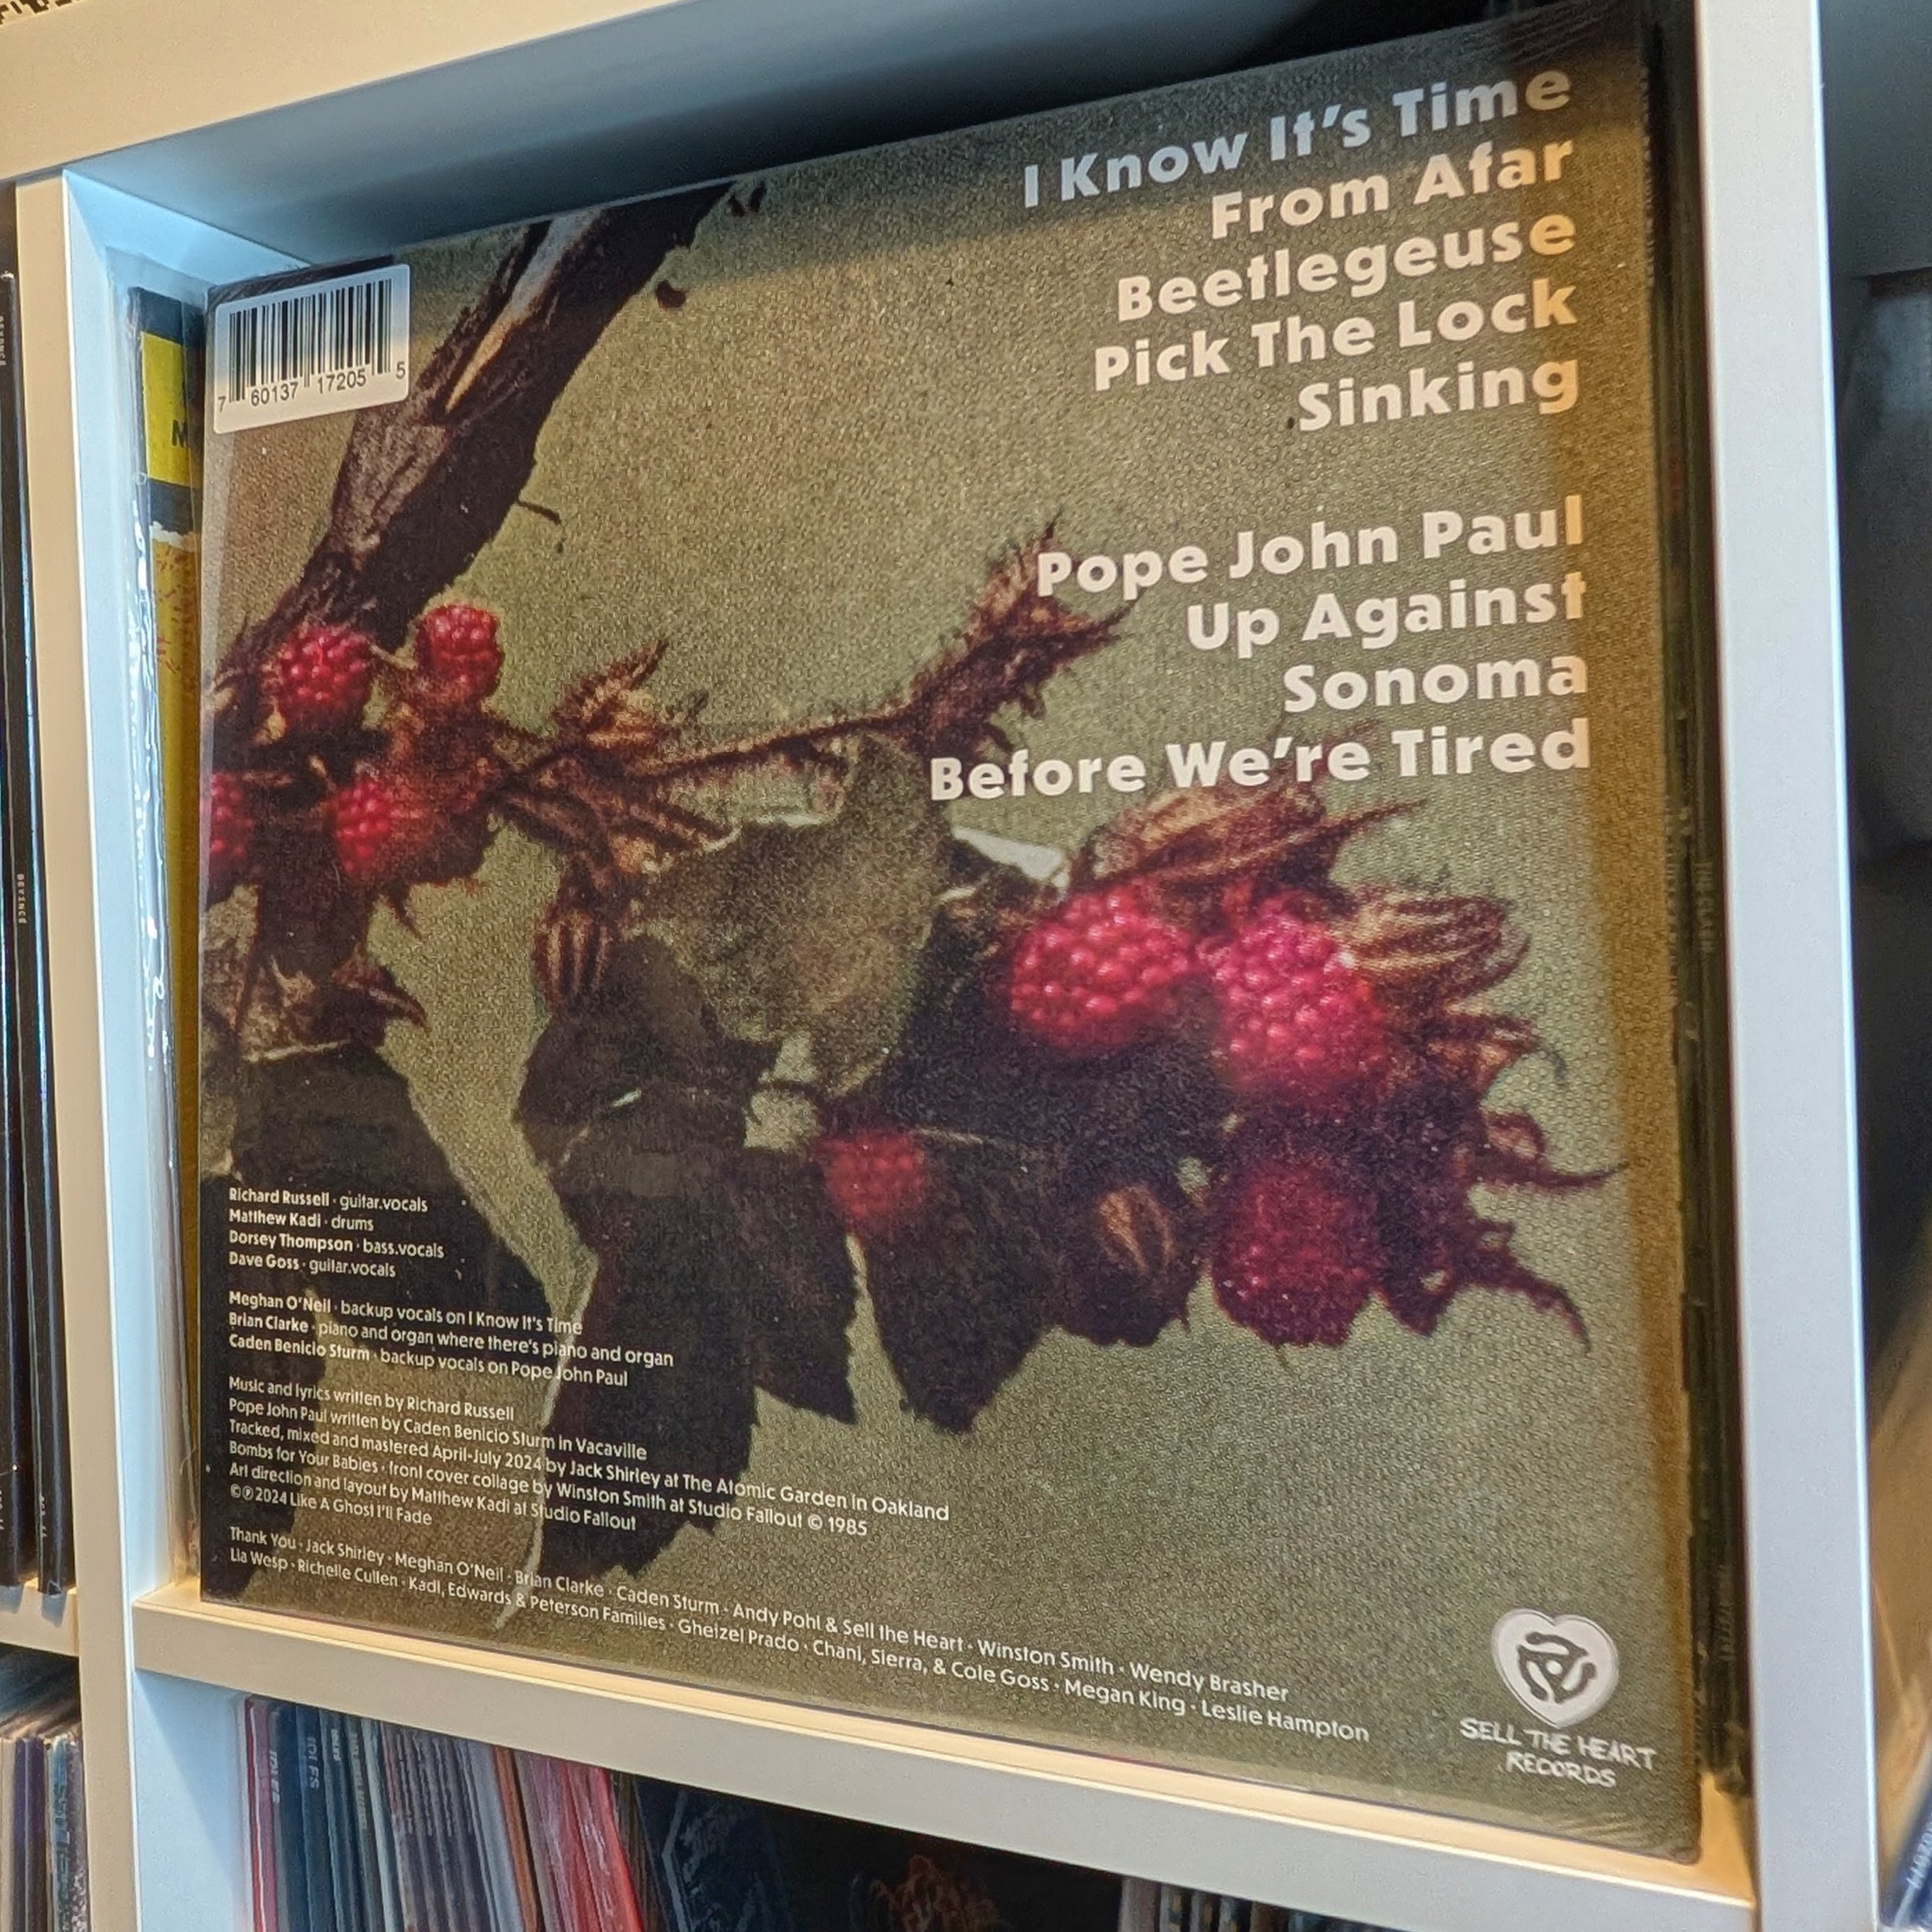 I Know It's Time
From Afar
Beetlegeuse
Pick The Lock
Sinking
Pope John Paul
Up Against
Sonoma
Before We're Tired
7 60137 17205 5
Richard Russell · guitar.vocals
Matthew Kadi · drums
Dorsey Thompson · bass.vocals
Dave Goss · guitar.vocals
Meghan O'Neil · backup vocals on I Know It's Time
Brian Clarke · piano and organ where there's piano and organ
Caden Benicio Sturm · backup vocals on Pope John Paul
Music and lyrics written by Richard Russell
Pope John Paul written by Caden Benicio Sturm in Vacaville
Tracked, mixed and mastered April-July 2024 by Jack Shirley at The Atomic Garden in Oakland
Bombs for Your Babies · front cover collage by Winston Smith at Studio Fallout © 1985
Art direction and layout by Matthew Kadi at Studio Fallout
©℗2024 Like A Ghost I'll Fade
Thank You · Jack Shirley · Meghan O'Neil · Brian Clarke · Caden Sturm · Andy Pohl & Sell the Heart · Winston Smith · Wendy Brasher
Lia Wesp · Richelle Cullen · Kadi, Edwards & Peterson Families · Gheizel Prado · Chani, Sierra, & Cole Goss · Megan King · Leslie Hampton
SELL THE HEART
RECORDS
BEYONCÉ
THE CLASH
IDLES
IDLES